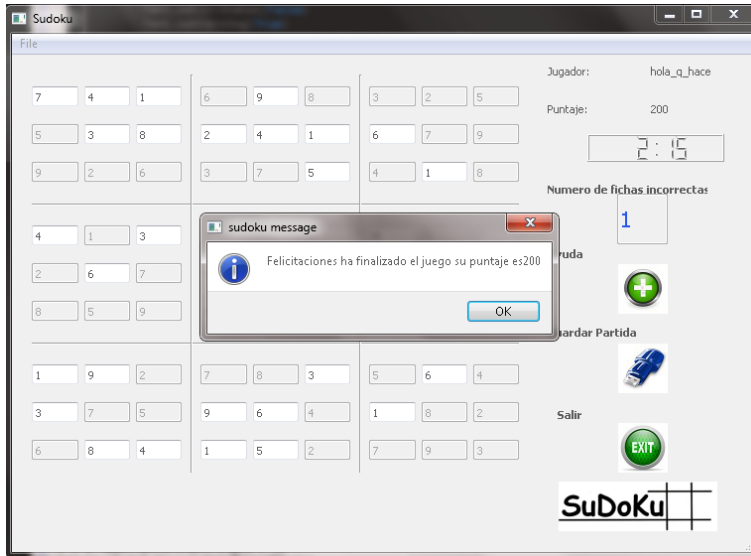 Sudoku
File
Jugador: hola_q_hace
7 4 1 6 9 8 3 2 5
Puntaje: 200
5 3 8 2 4 1 6 7 9
2:15
9 2 6 3 7 5 4 1 8
Numero de fichas incorrectas
1
4 1 3
sudoku message
Felicitaciones ha finalizado el juego su puntaje es200
OK
yuda
2 6 7
8 5 9
uardar Partida
1 9 2 7 8 3 5 6 4
3 7 5 9 6 4 1 8 2
Salir
6 8 4 1 5 2 7 9 3
EXIT
SuDoKu